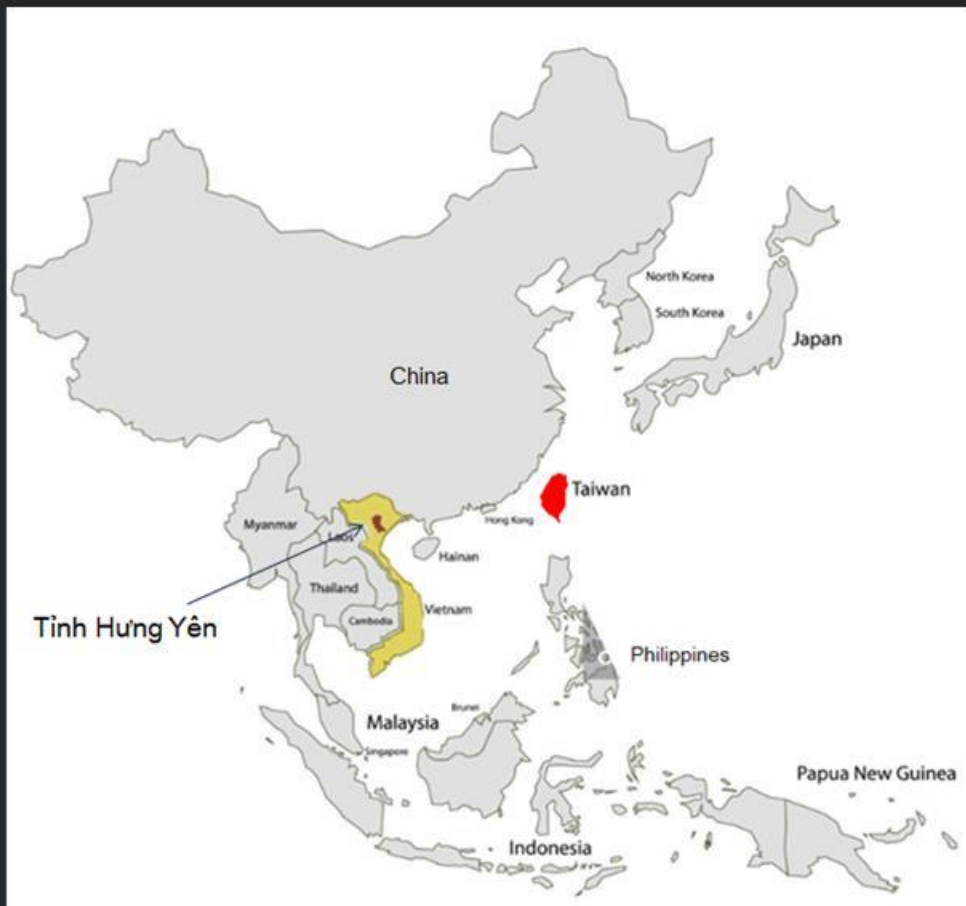 North Korea
South Korea
Japan
China
Taiwan
Hong Kong
Myanmar
Laos
Hainan
Thailand
Vietnam
Cambodia
Tỉnh Hưng Yên
Philippines
Brunei
Malaysia
Singapore
Papua New Guinea
Indonesia